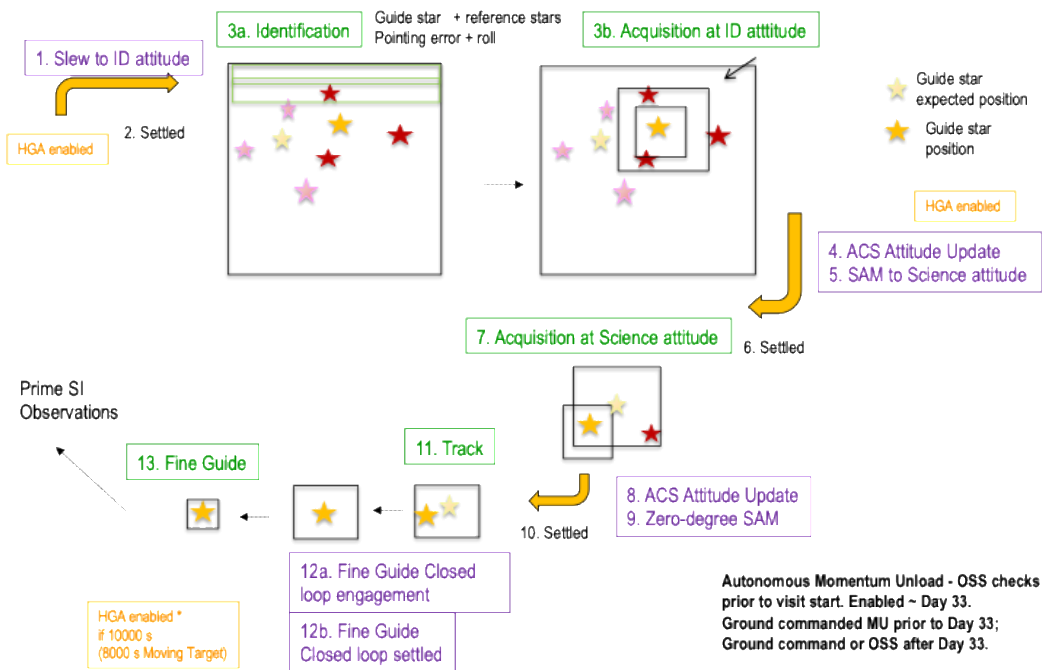 3a. Identification
Guide star + reference stars
Pointing error + roll
3b. Acquisition at ID atttitude
1. Slew to ID attitude
HGA enabled
2. Settled
Guide star
expected position
Guide star
position
HGA enabled
4. ACS Attitude Update
5. SAM to Science attitude
6. Settled
7. Acquisition at Science attitude
Prime SI
Observations
8. ACS Attitude Update
9. Zero-degree SAM
10. Settled
11. Track
13. Fine Guide
12a. Fine Guide Closed
loop engagement
12b. Fine Guide
Closed loop settled
HGA enabled *
if 10000 s
(8000 s Moving Target)
Autonomous Momentum Unload - OSS checks
prior to visit start. Enabled ~ Day 33.
Ground commanded MU prior to Day 33;
Ground command or OSS after Day 33.